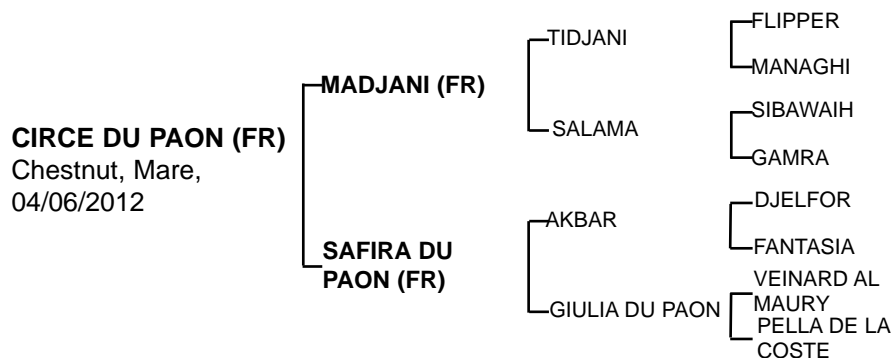 CIRCE DU PAON (FR)
Chestnut, Mare,
04/06/2012
MADJANI (FR)
SAFIRA DU
PAON (FR)
TIDJANI
SALAMA
AKBAR
GIULIA DU PAON
FLIPPER
MANAGHI
SIBAWAIH
GAMRA
DJELFOR
FANTASIA
VEINARD AL
MAURY
PELLA DE LA
COSTE